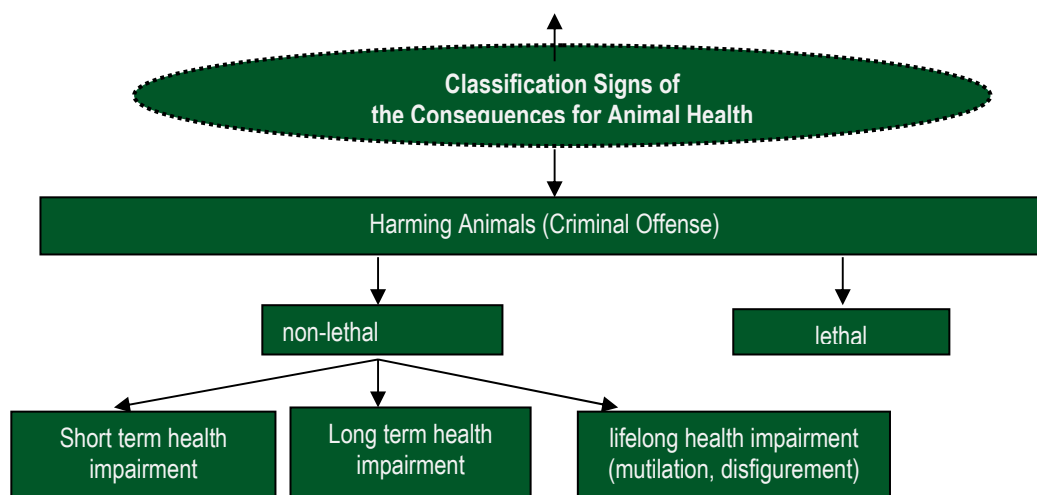 Classification Signs of
the Consequences for Animal Health
Harming Animals (Criminal Offense)
non-lethal
lethal
Short term health
impairment
Long term health
impairment
lifelong health impairment
(mutilation, disfigurement)